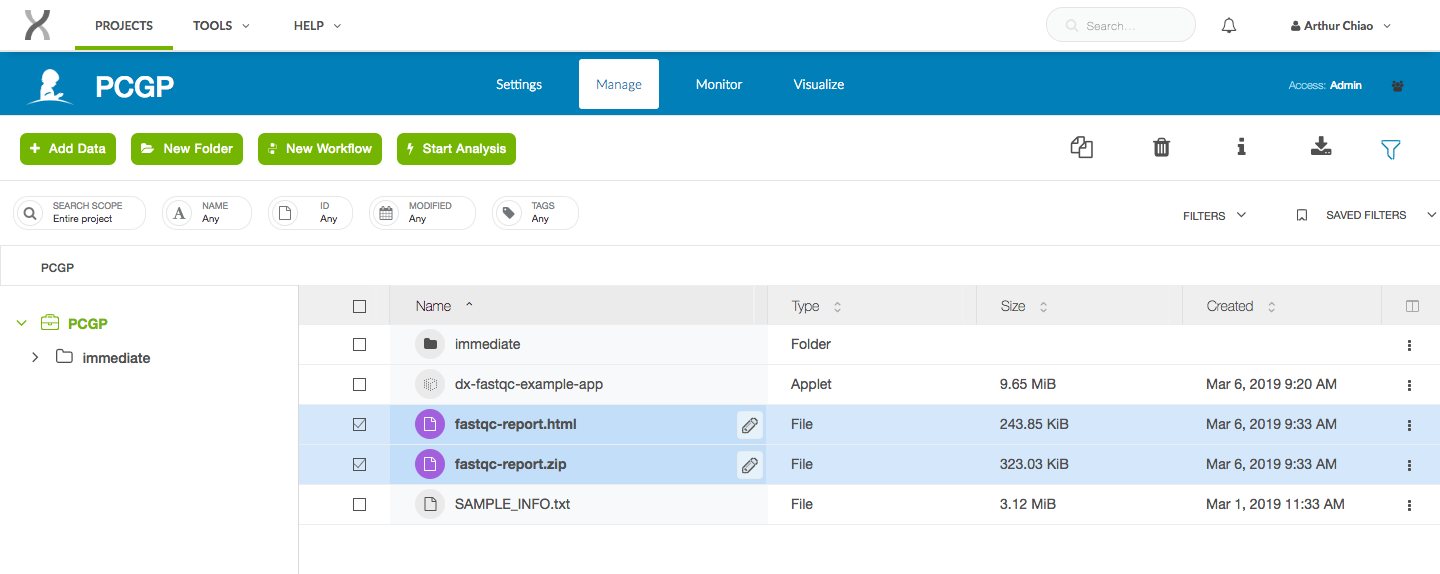 PROJECTS TOOLS HELP Search... Arthur Chiao
PCGP Settings Manage Monitor Visualize Access: Admin
+ Add Data New Folder New Workflow Start Analysis
SEARCH SCOPE
Entire project
NAME
Any
ID
Any
MODIFIED
Any
TAGS
Any
FILTERS SAVED FILTERS
PCGP
PCGP
immediate
Name Type Size Created
immediate Folder
dx-fastqc-example-app Applet 9.65 MiB Mar 6, 2019 9:20 AM
fastqc-report.html File 243.85 KiB Mar 6, 2019 9:33 AM
fastqc-report.zip File 323.03 KiB Mar 6, 2019 9:33 AM
SAMPLE_INFO.txt File 3.12 MiB Mar 1, 2019 11:33 AM